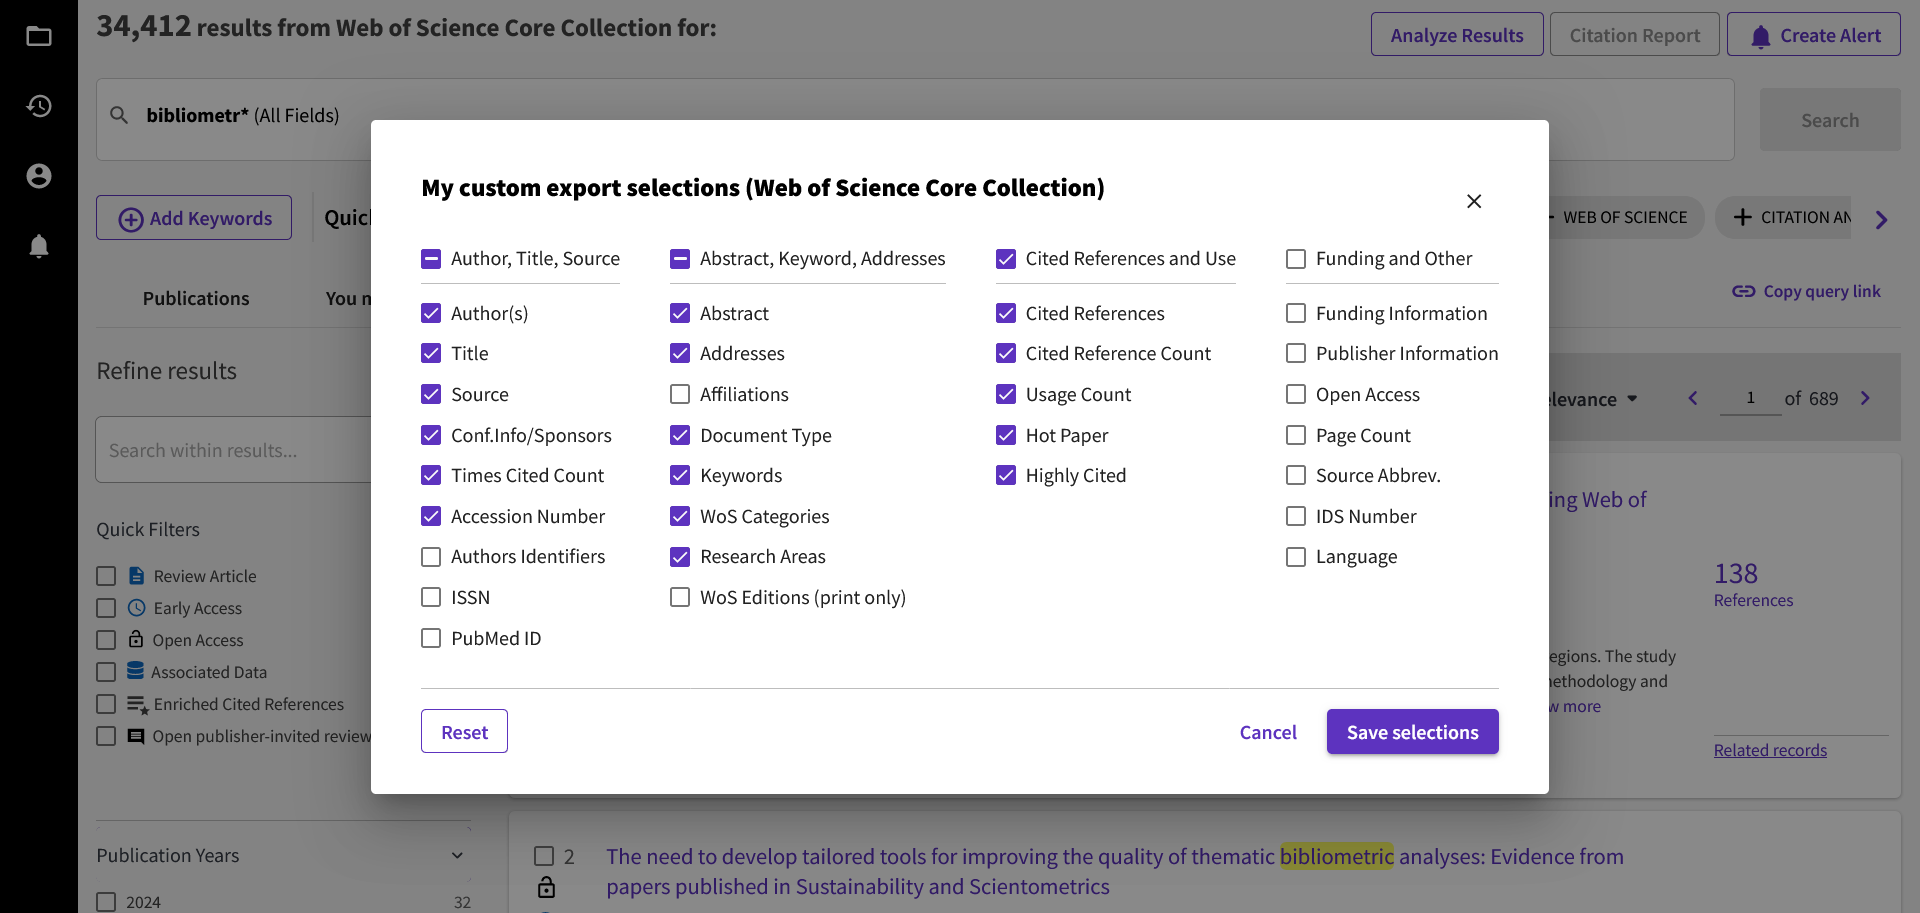 34,412 results from Web of Science Core Collection for:
Analyze Results
Citation Report
Create Alert
bibliometr* (All Fields)
Search
Add Keywords
WEB OF SCIENCE
Publications
Copy query link
Refine results
of 689
1
Search within results...
Quick Filters
Review Article
Early Access
Open Access
Associated Data
Enriched Cited References
Open publisher-invited review
Publication Years
2024
32
My custom export selections (Web of Science Core Collection)
Author, Title, Source
Author(s)
Title
Source
Conf.Info/Sponsors
Times Cited Count
Accession Number
Authors Identifiers
ISSN
PubMed ID
Abstract, Keyword, Addresses
Abstract
Addresses
Affiliations
Document Type
Keywords
WoS Categories
Research Areas
WoS Editions (print only)
Cited References and Use
Cited References
Cited Reference Count
Usage Count
Hot Paper
Highly Cited
Funding and Other
Funding Information
Publisher Information
Open Access
Page Count
Source Abbrev.
IDS Number
Language
Reset
Cancel
Save selections
Web of
138
References
The study
and
more
Related records
2
The need to develop tailored tools for improving the quality of thematic bibliometric analyses: Evidence from
papers published in Sustainability and Scientometrics